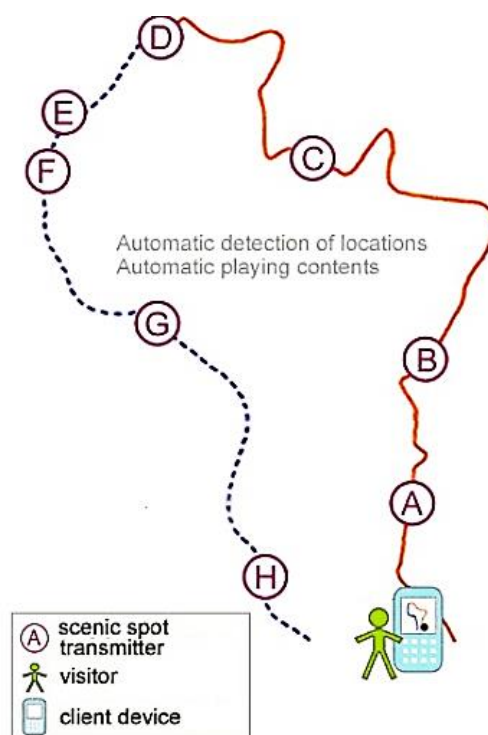 D
E
F
C
Automatic detection of locations
Automatic playing contents
G
B
A
H
A scenic spot
transmitter
visitor
client device